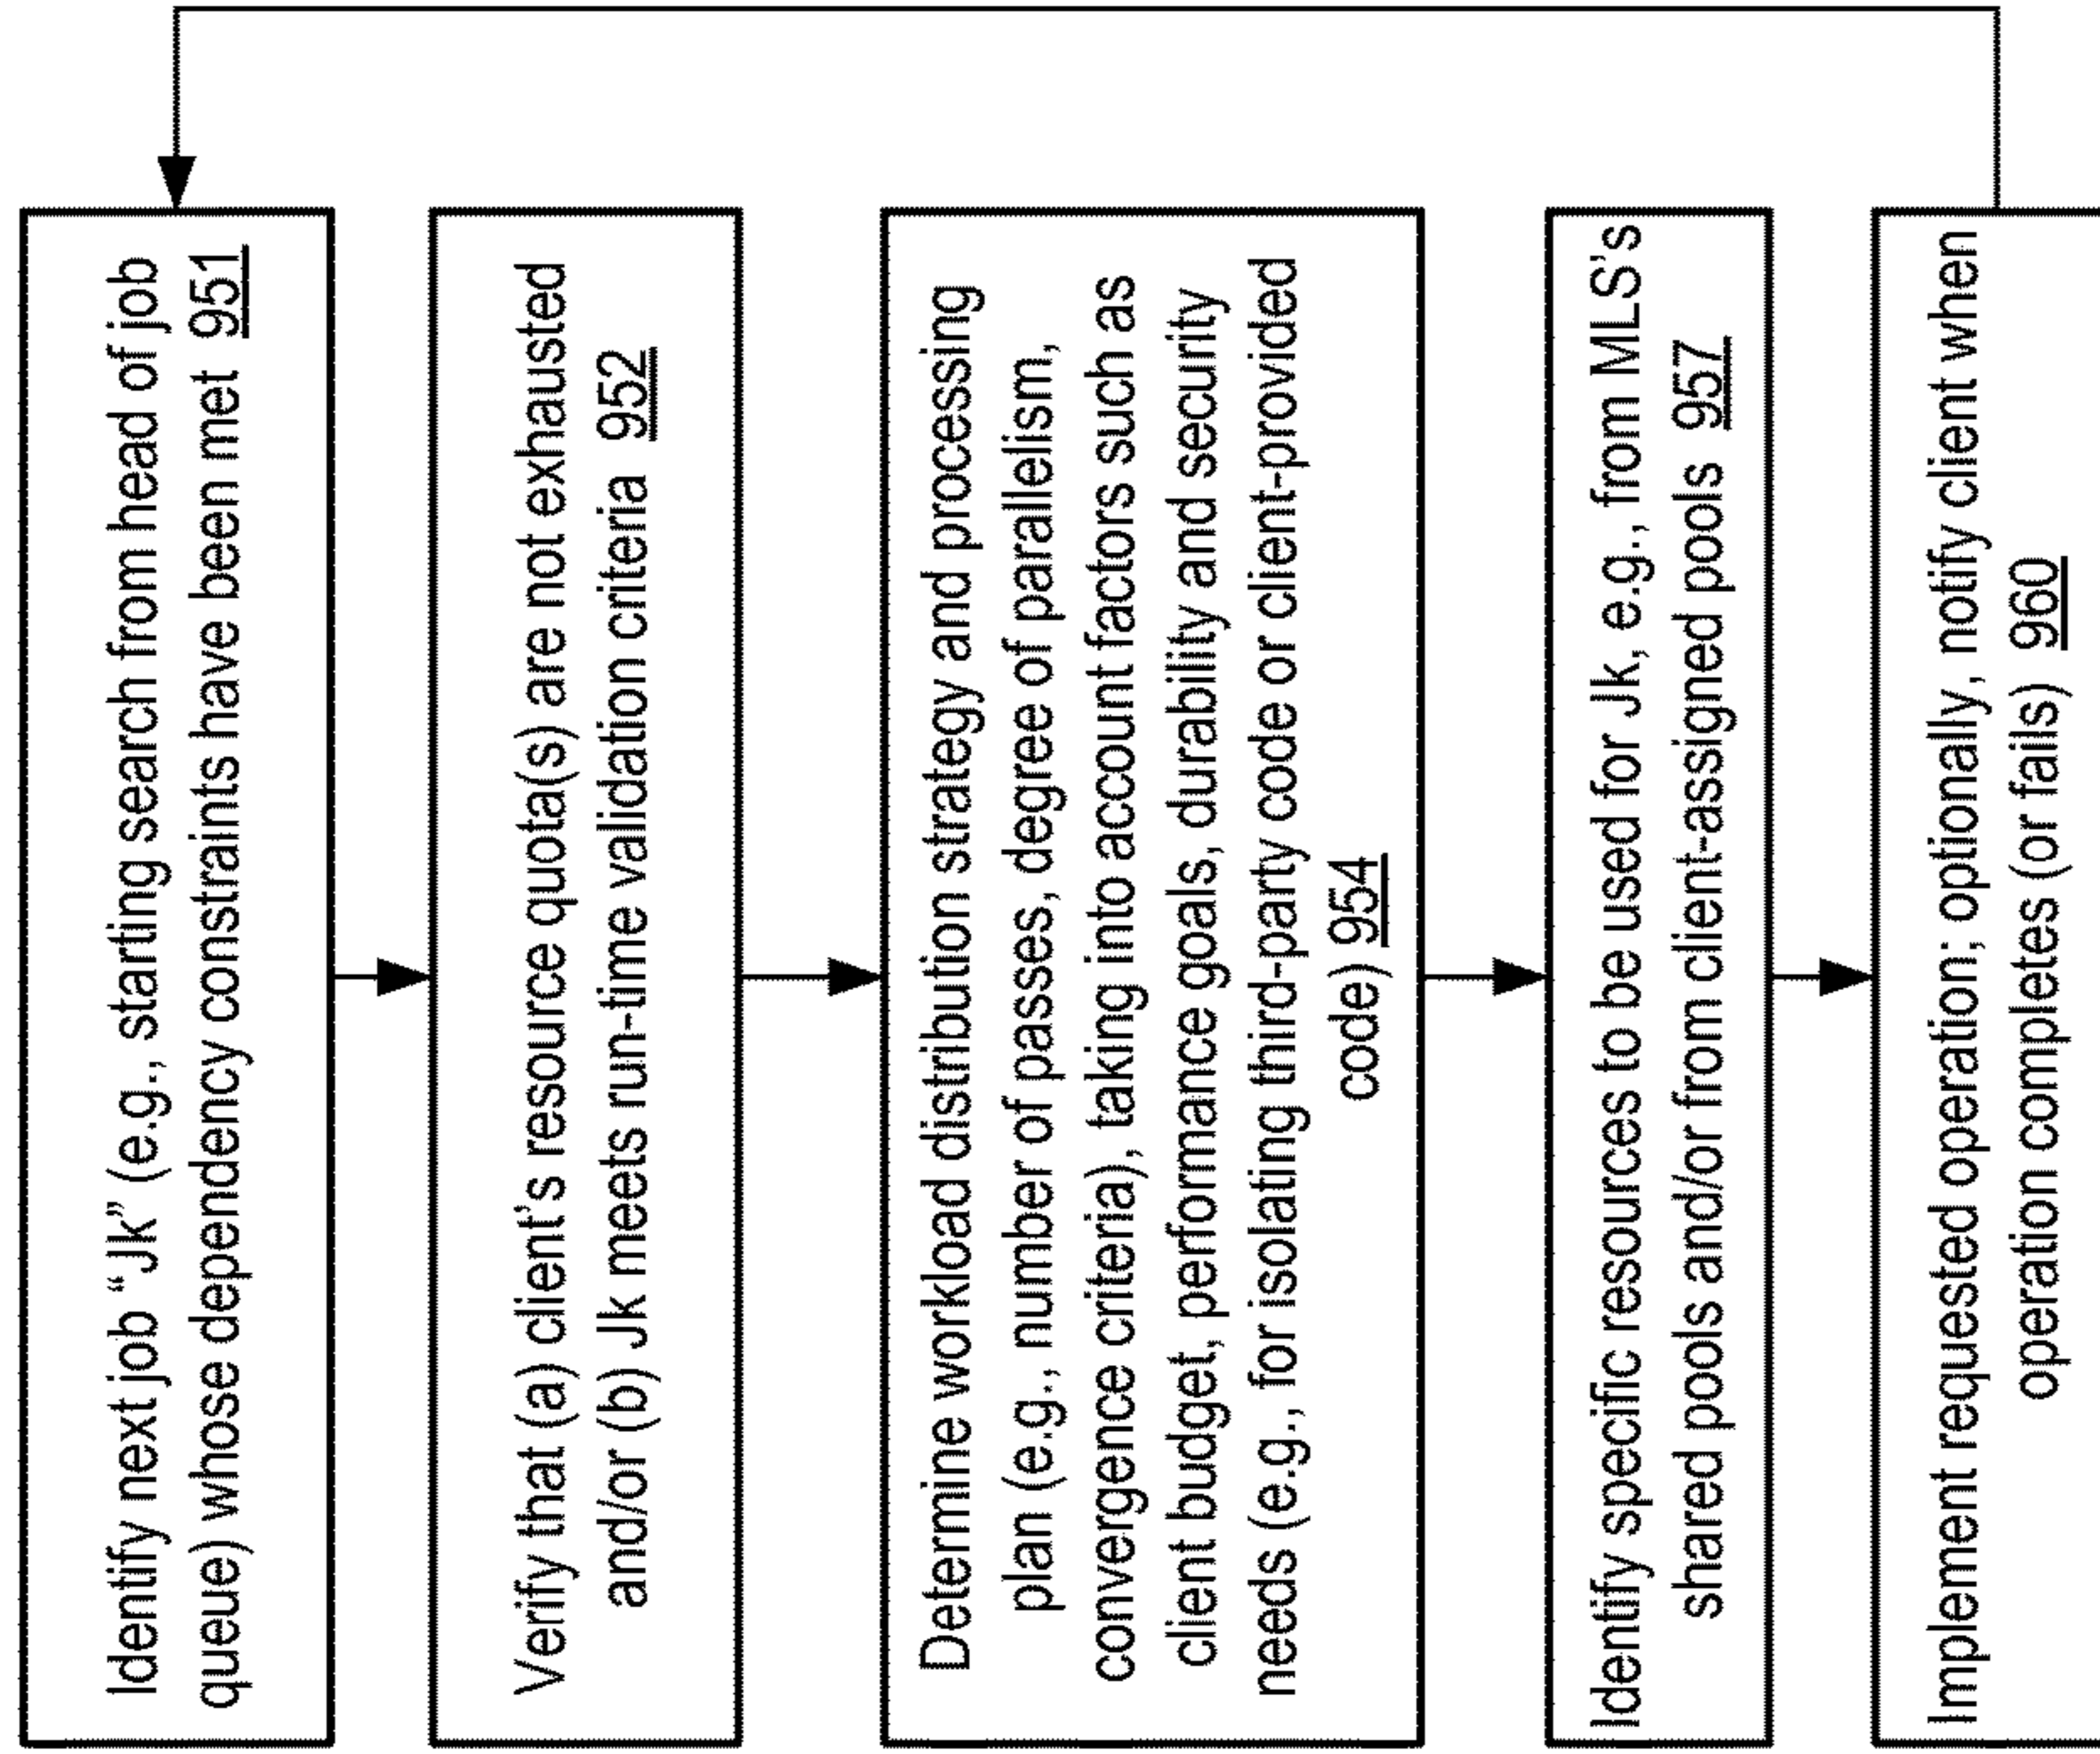 Identify next job “Jk” (e.g., starting search from head of job
queue) whose dependency constraints have been met 951
Verify that (a) client’s resource quota(s) are not exhausted
and/or (b) Jk meets run-time validation criteria 952
Determine workload distribution strategy and processing
plan (e.g., number of passes, degree of parallelism,
convergence criteria), taking into account factors such as
client budget, performance goals, durability and security
needs (e.g., for isolating third-party code or client-provided
code) 954
Identify specific resources to be used for Jk, e.g., from MLS’s
shared pools and/or from client-assigned pools 957
Implement requested operation; optionally, notify client when
operation completes (or fails) 960